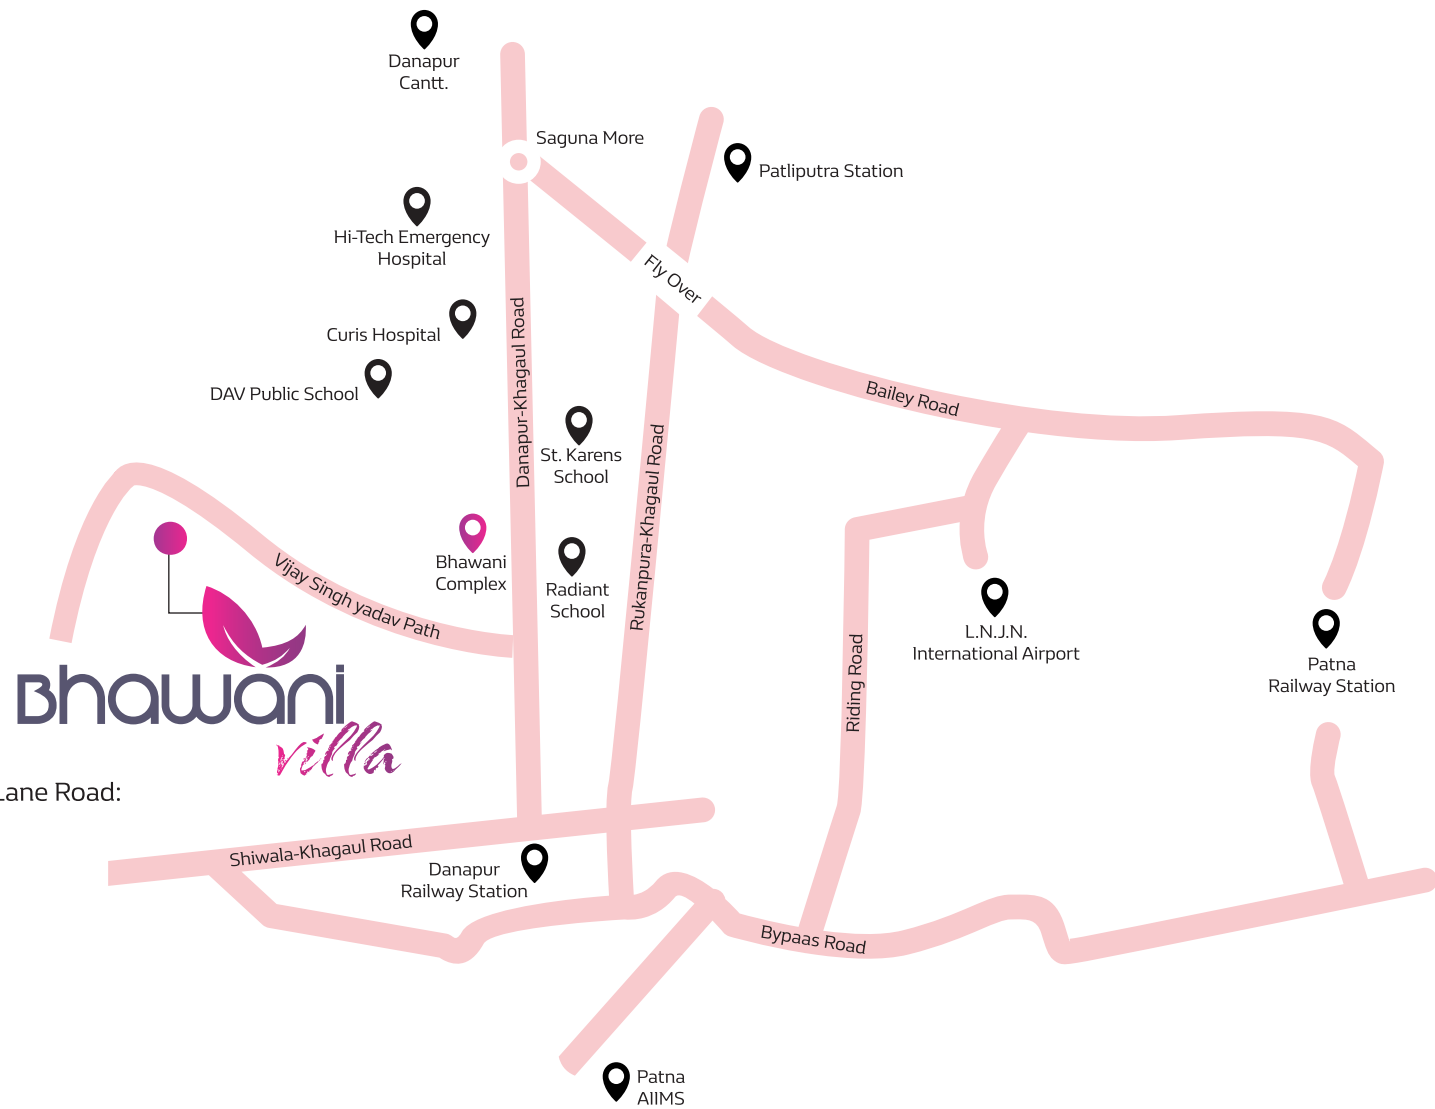 Danapur
Cantt.
Saguna More
Patliputra Station
Hi-Tech Emergency
Hospital
Fly Over
Curis Hospital
DAV Public School
Danapur-Khagaul Road
Bailey Road
St. Karens
School
Rukanpura-Khagaul Road
Bhawani
Complex
Vijay Singh yadav Path
Radiant
School
L.N.J.N.
International Airport
Riding Road
Patna
Railway Station
Bhawani
villa
Lane Road:
Shiwala-Khagaul Road
Danapur
Railway Station
Bypaas Road
Patna
AIIMS